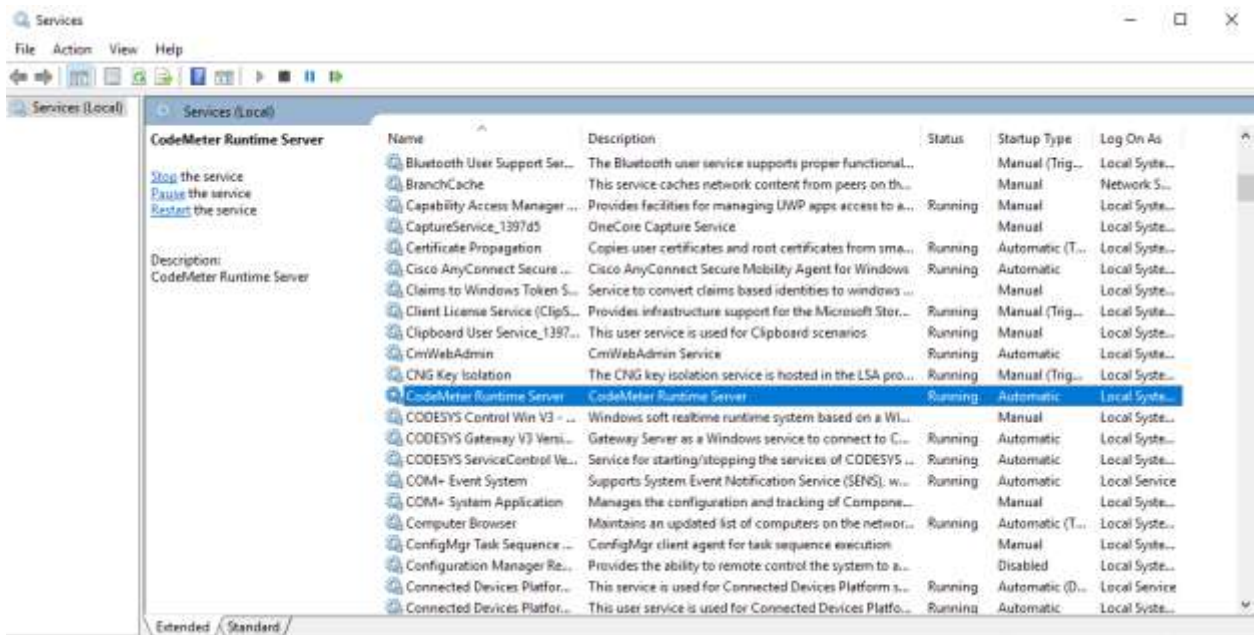 Services
File Action View Help
Services (Local)
Services (Local)
CodeMeter Runtime Server
Stop the service
Pause the service
Restart the service
Description:
CodeMeter Runtime Server
Name Description Status Startup Type Log On As
Bluetooth User Support Ser... The Bluetooth user service supports proper functional... Manual (Trig... Local Syste...
BranchCache This service caches network content from peers on th... Manual Network S...
Capability Access Manager ... Provides facilities for managing UWP apps access to a... Running Manual Local Syste...
CaptureService_1397d5 OneCore Capture Service Manual Local Syste...
Certificate Propagation Copies user certificates and root certificates from sma... Running Automatic (T... Local Syste...
Cisco AnyConnect Secure ... Cisco AnyConnect Secure Mobility Agent for Windows Running Automatic Local Syste...
Claims to Windows Token S... Service to convert claims based identities to windows ... Manual Local Syste...
Client License Service (ClipS... Provides infrastructure support for the Microsoft Stor... Running Manual (Trig... Local Syste...
Clipboard User Service_1397... This user service is used for Clipboard scenarios Running Manual Local Syste...
CmWebAdmin CmWebAdmin Service Running Automatic Local Syste...
CNG Key Isolation The CNG key isolation service is hosted in the LSA pro... Running Manual (Trig... Local Syste...
CodeMeter Runtime Server CodeMeter Runtime Server Running Automatic Local Syste...
CODESYS Control Win V3 - ... Windows soft realtime runtime system based on a Wi... Manual Local Syste...
CODESYS Gateway V3 Versi... Gateway Server as a Windows service to connect to C... Running Automatic Local Syste...
CODESYS ServiceControl Ve... Service for starting/stopping the services of CODESYS ... Running Automatic Local Syste...
COM+ Event System Supports System Event Notification Service (SENS), w... Running Automatic Local Service
COM+ System Application Manages the configuration and tracking of Compone... Manual Local Syste...
Computer Browser Maintains an updated list of computers on the networ... Running Automatic (T... Local Syste...
ConfigMgr Task Sequence ... ConfigMgr client agent for task sequence execution Manual Local Syste...
Configuration Manager Re... Provides the ability to remote control the system to a... Disabled Local Syste...
Connected Devices Platfor... This service is used for Connected Devices Platform s... Running Automatic (D... Local Service
Connected Devices Platfor... This user service is used for Connected Devices Platfo... Running Automatic Local Syste...
Extended Standard